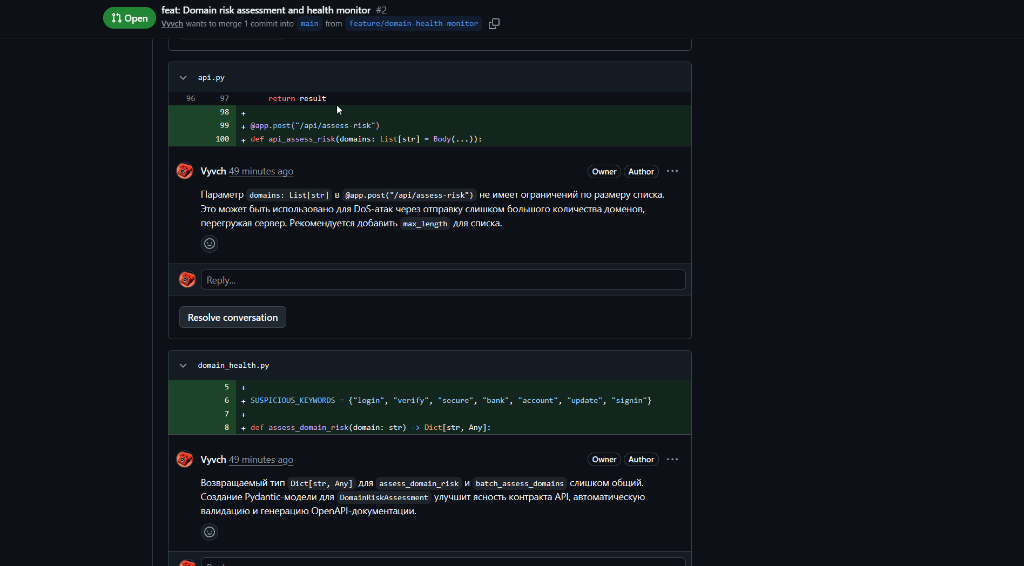 Open
feat: Domain risk assessment and health monitor #2
Vyvch wants to merge 1 commit into main from feature/domain health monitor
api.py
96 97 return result
98 +
99 + @app.post("/api/assess-risk")
100 + def api_assess_risk(domains: List[str] = Body(...)):
Vyvch 49 minutes ago Owner Author ...
Параметр domains: List[str] в @app.post("/api/assess-risk") не имеет ограничений по размеру списка.
Это может быть использовано для DoS-атак через отправку слишком большого количества доменов,
перегружая сервер. Рекомендуется добавить max_length для списка.
Reply...
Resolve conversation
domain_health.py
5 +
6 + SUSPICIOUS_KEYWORDS = {"login", "verify", "secure", "bank", "account", "update", "signin"}
7 +
8 + def assess_domain_risk(domain: str) -> Dict[str, Any]:
Vyvch 49 minutes ago Owner Author ...
Возвращаемый тип Dict[str, Any] для assess_domain_risk и batch_assess_domains слишком общий.
Создание Pydantic-модели для DomainRiskAssessment улучшит ясность контракта API, автоматическую
валидацию и генерацию OpenAPI-документации.